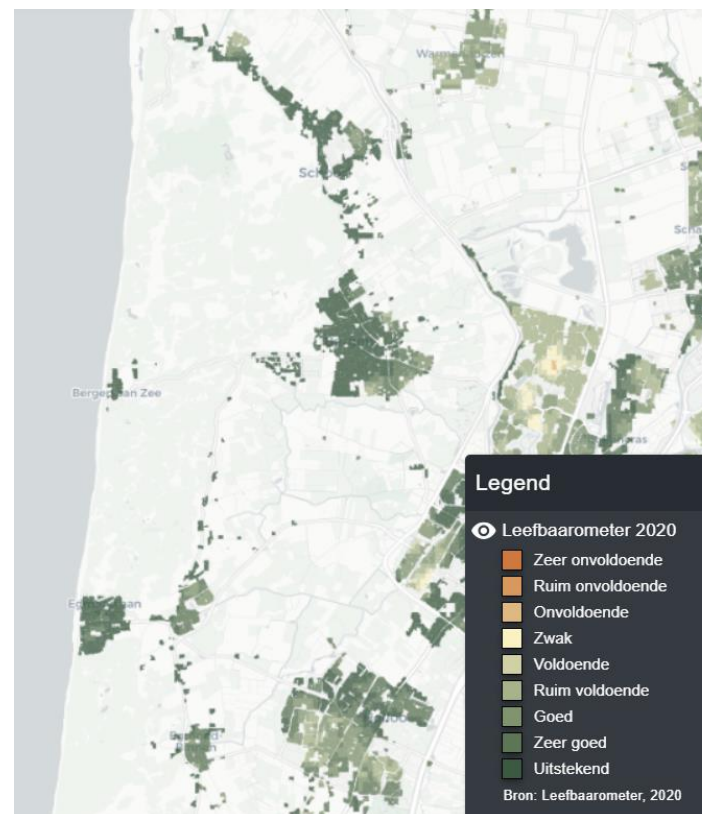 Bergen aan Zee
Legend
Leefbaarometer 2020
Zeer onvoldoende
Ruim onvoldoende
Onvoldoende
Zwak
Voldoende
Ruim voldoende
Goed
Zeer goed
Uitstekend
Bron: Leefbaarometer, 2020